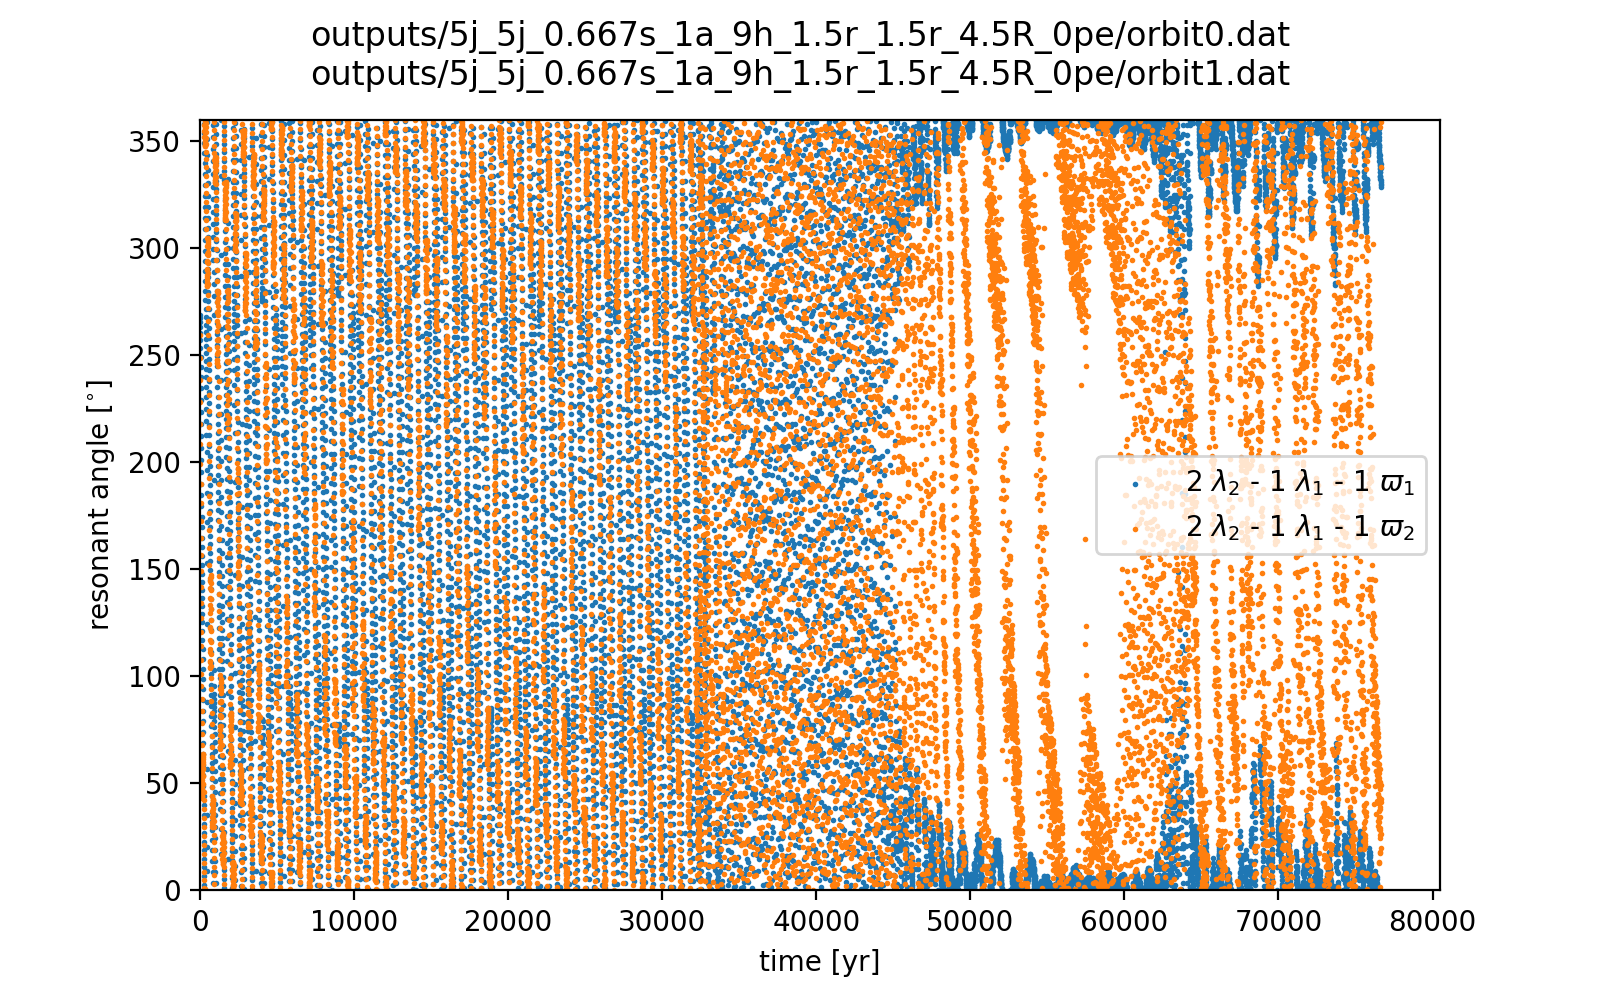 outputs/5j_5j_0.667s_1a_9h_1.5r_1.5r_4.5R_0pe/orbit0.dat
outputs/5j_5j_0.667s_1a_9h_1.5r_1.5r_4.5R_0pe/orbit1.dat
350
300
250
200
150
100
50
0
resonant angle [°]
2 λ₂ - 1 λ₁ - 1 ϖ₁
2 λ₂ - 1 λ₁ - 1 ϖ₂
0 10000 20000 30000 40000 50000 60000 70000 80000
time [yr]